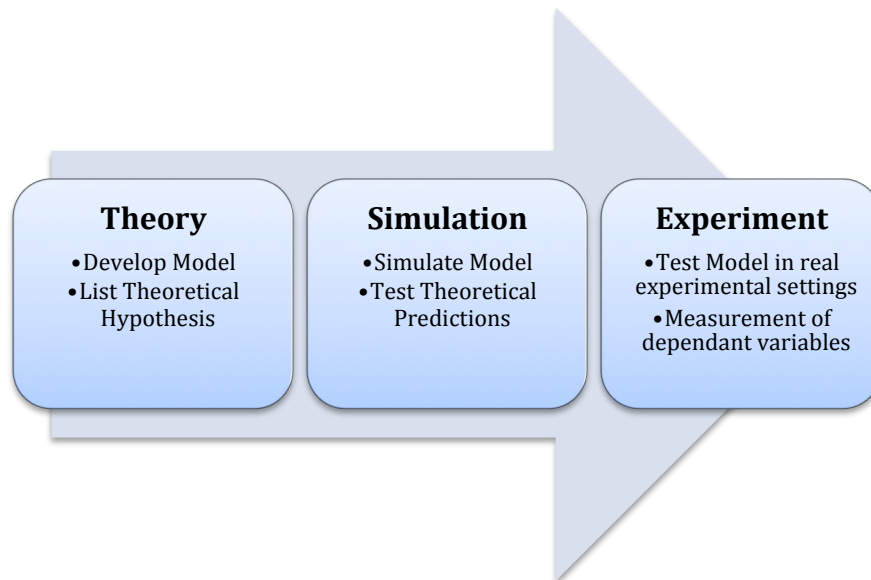 Theory
•Develop Model
•List Theoretical
Hypothesis
Simulation
•Simulate Model
•Test Theoretical
Predictions
Experiment
•Test Model in real
experimental settings
•Measurement of
dependant variables